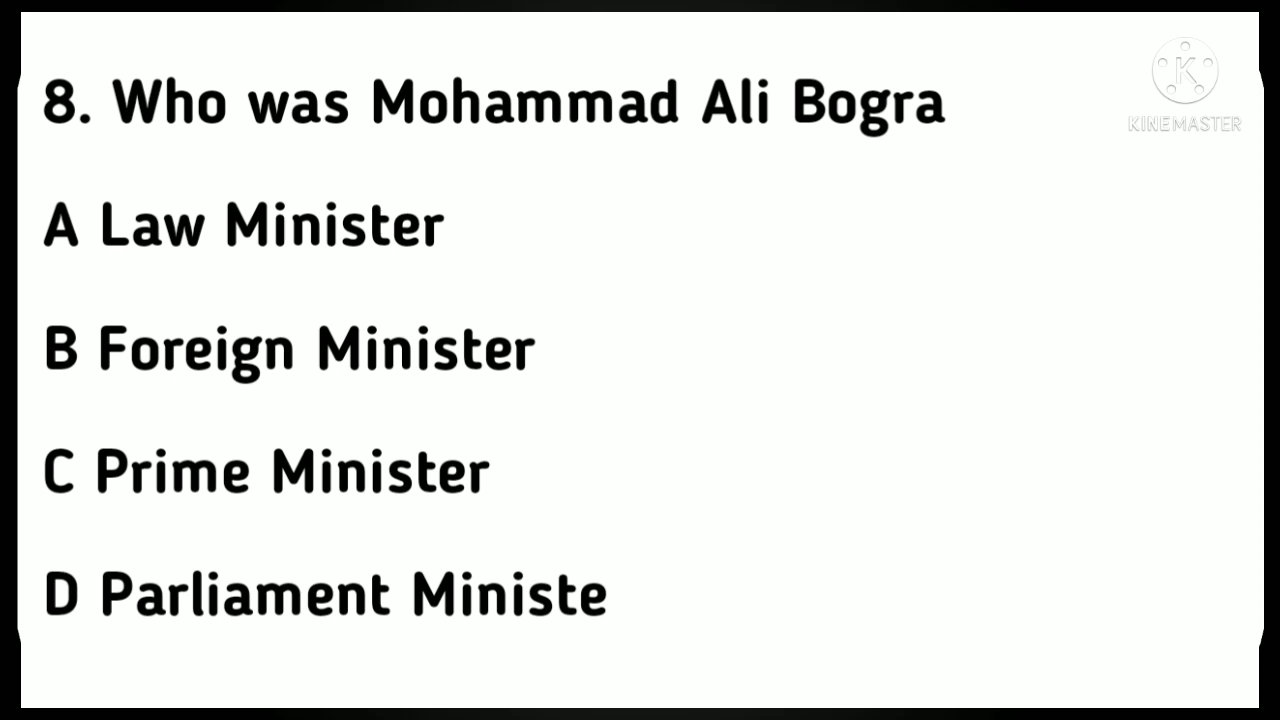 8. Who was Mohammad Ali Bogra
KINEMASTER
A Law Minister
B Foreign Minister
C Prime Minister
D Parliament Ministe